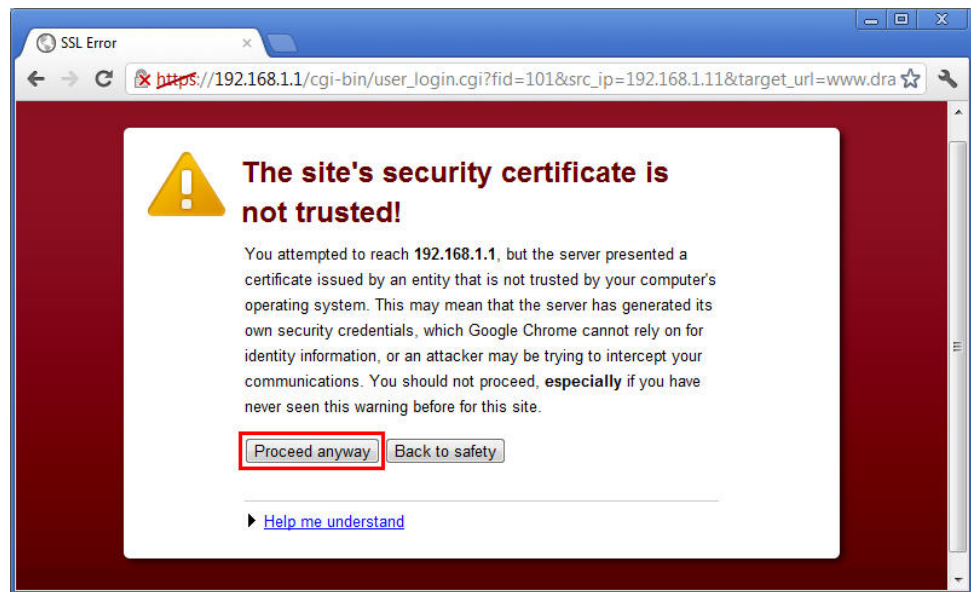 SSL Error
https://192.168.1.1/cgi-bin/user_login.cgi?fid=101&src_ip=192.168.1.11&target_url=www.dra
The site's security certificate is
not trusted!
You attempted to reach 192.168.1.1, but the server presented a
certificate issued by an entity that is not trusted by your computer's
operating system. This may mean that the server has generated its
own security credentials, which Google Chrome cannot rely on for
identity information, or an attacker may be trying to intercept your
communications. You should not proceed, especially if you have
never seen this warning before for this site.
Proceed anyway Back to safety
Help me understand